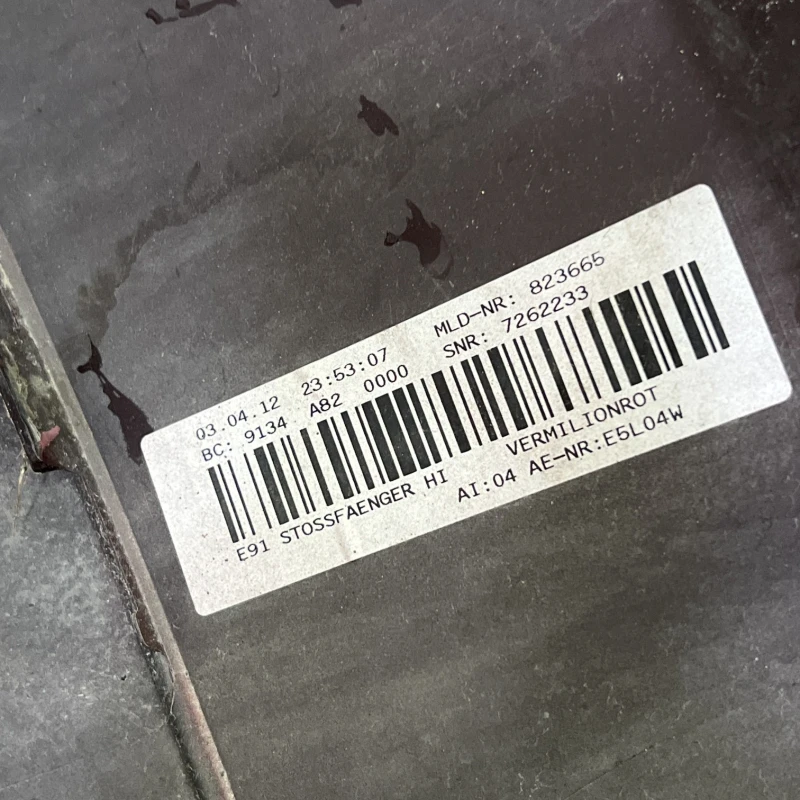 03.04.12 23:53:07 MLD-NR: 823665
BC: 9134 A82 0000 SNR: 7262233
E91 STOSSFAENGER HI VERMILIONROT
AI:04 AE-NR:E5L04W